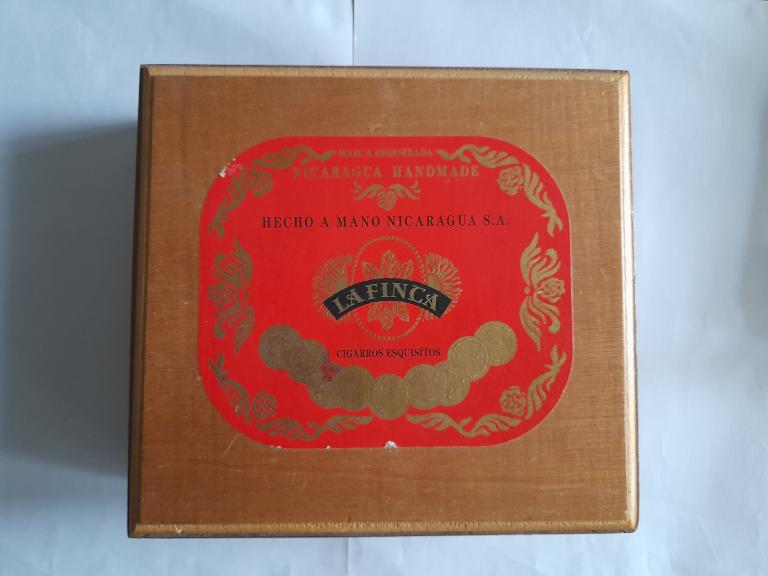 MARCA REGISTRADA
NICARAGUA HANDMADE
HECHO A MANO NICARAGUA S.A.
LA FINCA
CIGARROS ESQUISITOS